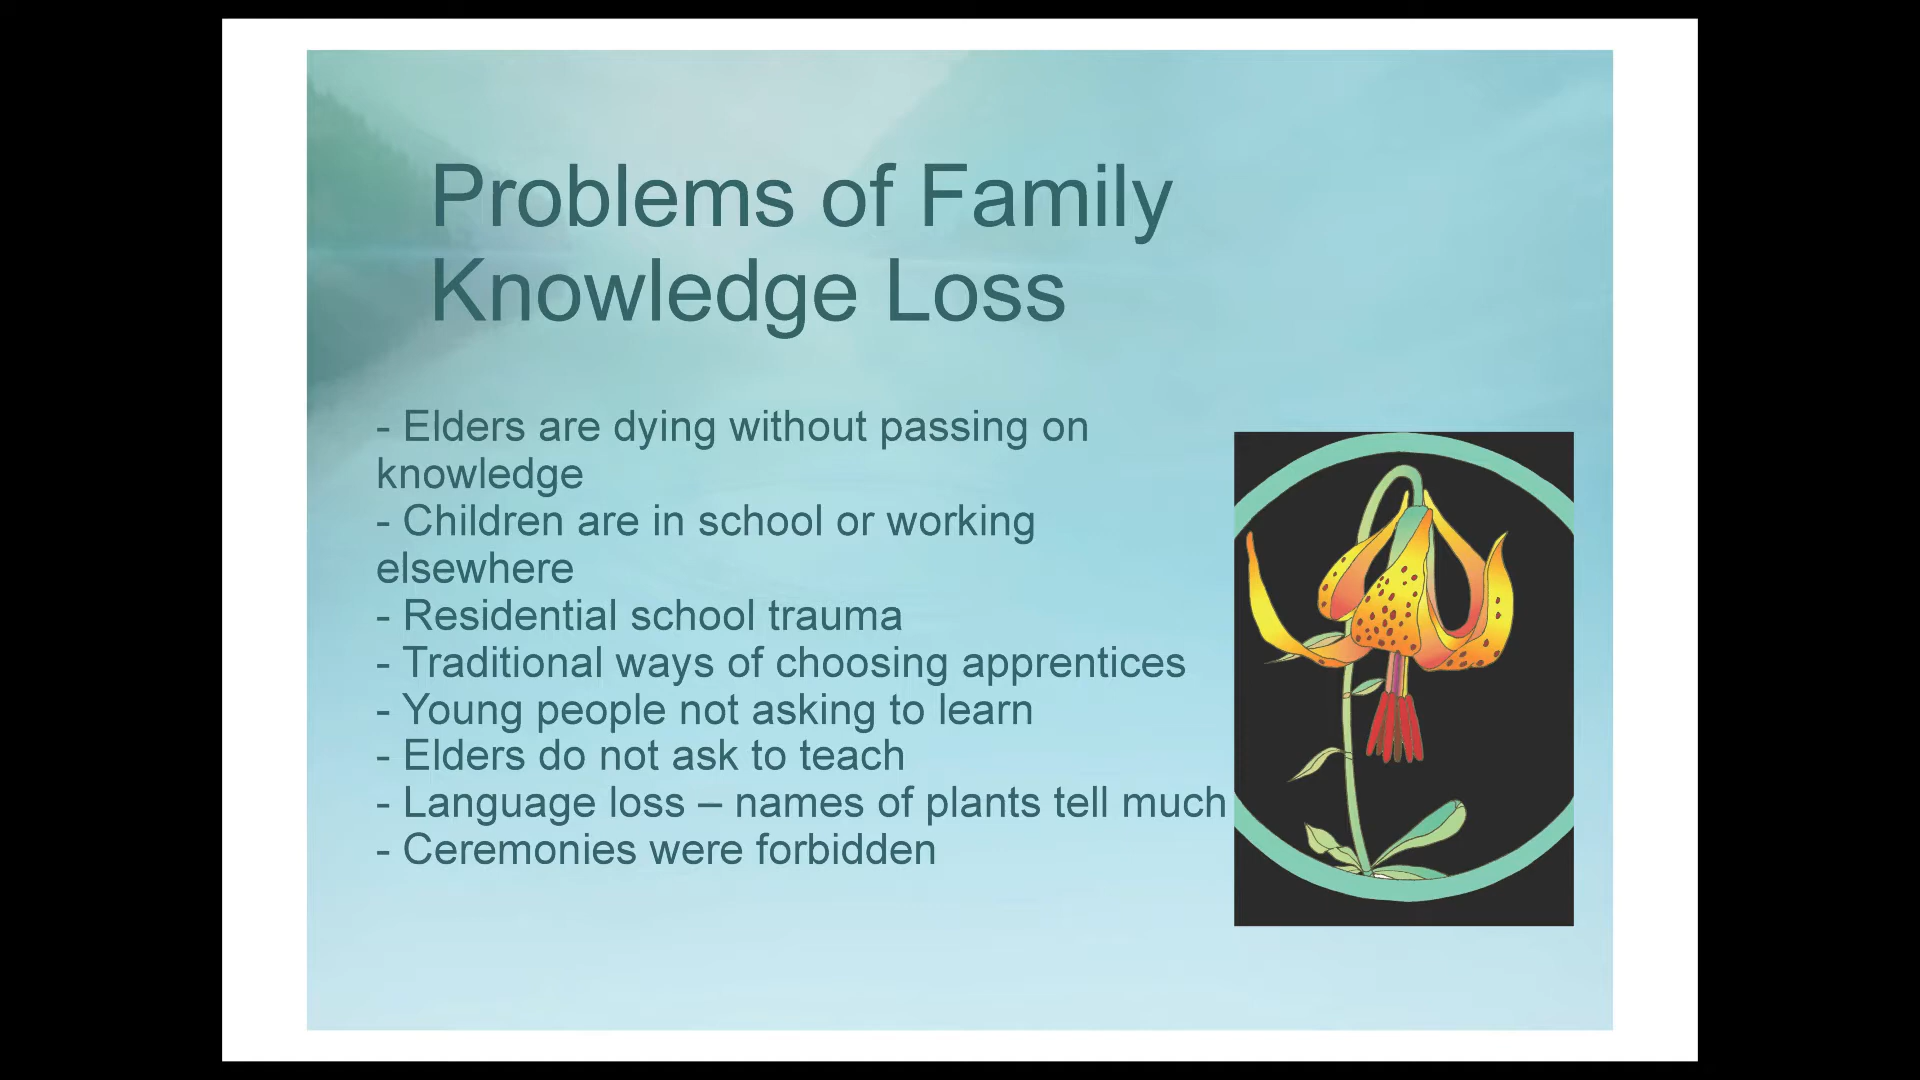 Problems of Family
Knowledge Loss
- Elders are dying without passing on
knowledge
- Children are in school or working
elsewhere
- Residential school trauma
- Traditional ways of choosing apprentices
- Young people not asking to learn
- Elders do not ask to teach
- Language loss – names of plants tell much
- Ceremonies were forbidden